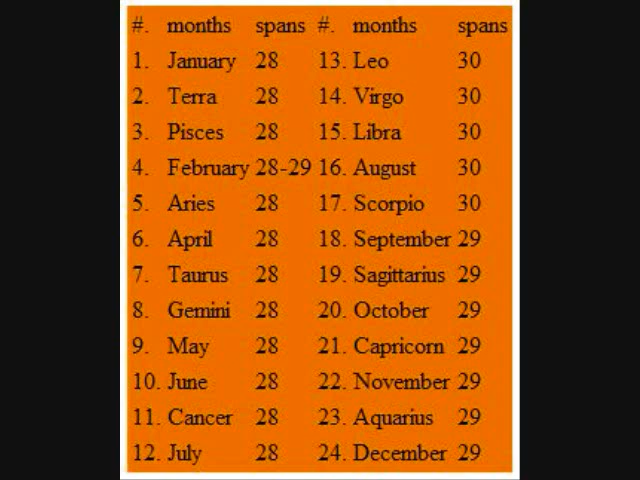 #. months spans #. months spans
1. January 28 13. Leo 30
2. Terra 28 14. Virgo 30
3. Pisces 28 15. Libra 30
4. February 28-29 16. August 30
5. Aries 28 17. Scorpio 30
6. April 28 18. September 29
7. Taurus 28 19. Sagittarius 29
8. Gemini 28 20. October 29
9. May 28 21. Capricorn 29
10. June 28 22. November 29
11. Cancer 28 23. Aquarius 29
12. July 28 24. December 29